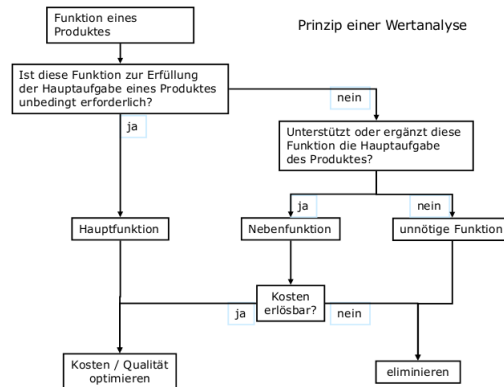 Funktion eines
Produktes
Prinzip einer Wertanalyse
Ist diese Funktion zur Erfüllung
der Hauptaufgabe eines Produktes
unbedingt erforderlich?
nein
ja
Unterstützt oder ergänzt diese
Funktion die Hauptaufgabe
des Produktes?
ja
nein
Hauptfunktion
Nebenfunktion
unnötige Funktion
Kosten
erlösbar?
ja
nein
Kosten / Qualität
optimieren
eliminieren